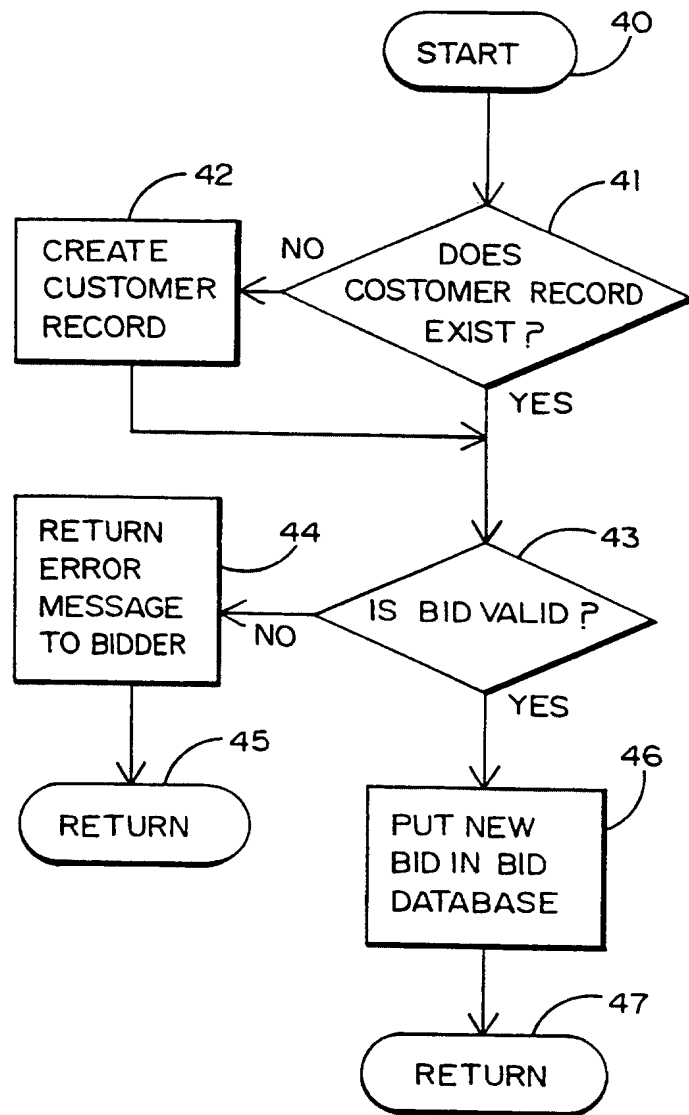 START
40
42
41
CREATE
CUSTOMER
RECORD
NO
DOES
COSTOMER RECORD
EXIST?
YES
RETURN
ERROR
MESSAGE
TO BIDDER
44
43
IS BID VALID?
NO
YES
45
RETURN
46
PUT NEW
BID IN BID
DATABASE
47
RETURN